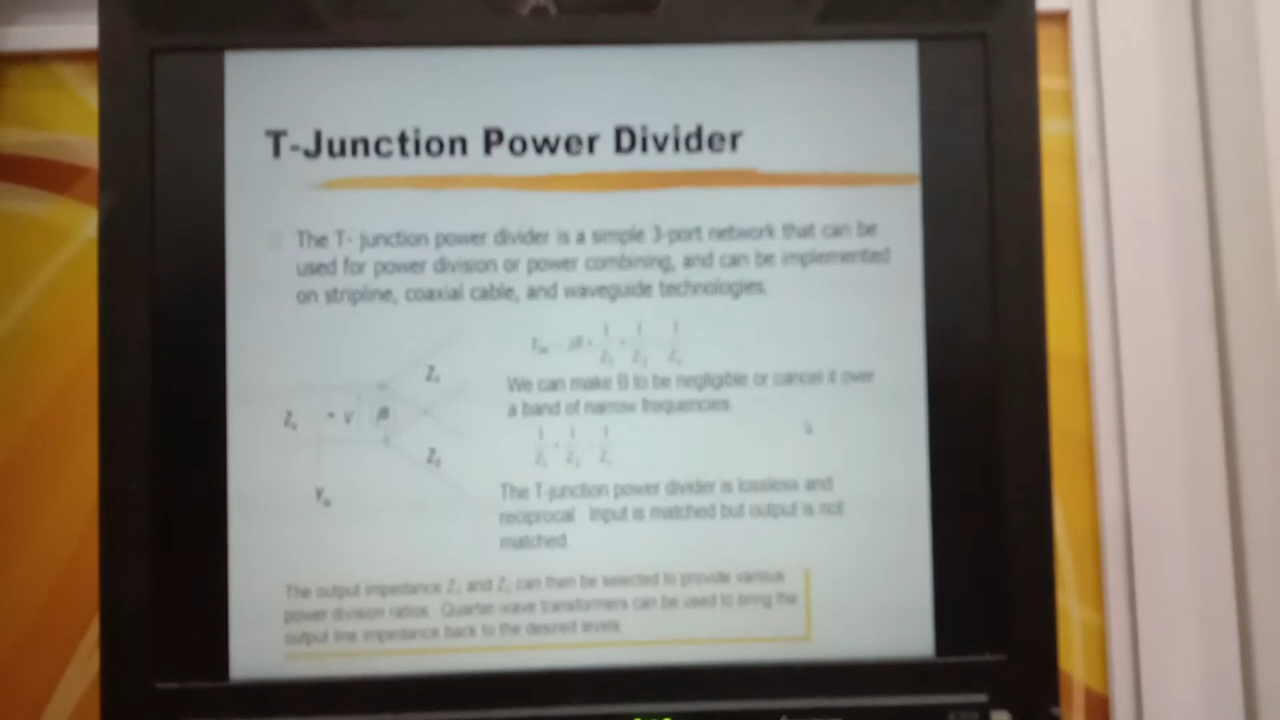 T-Junction Power Divider
The T- junction power divider is a simple 3-port network that can be
used for power division or power combining, and can be implemented
on stripline, coaxial cable, and waveguide technologies.
We can make B to be negligible or cancel it over
a band of narrow frequencies.
The T-junction power divider is lossless and
reciprocal. Input is matched but output is not
matched.
The output impedance Z₁ and Z₂ can then be selected to provide various
power division ratios. Quarter-wave transformers can be used to bring the
output line impedance back to the desired levels.